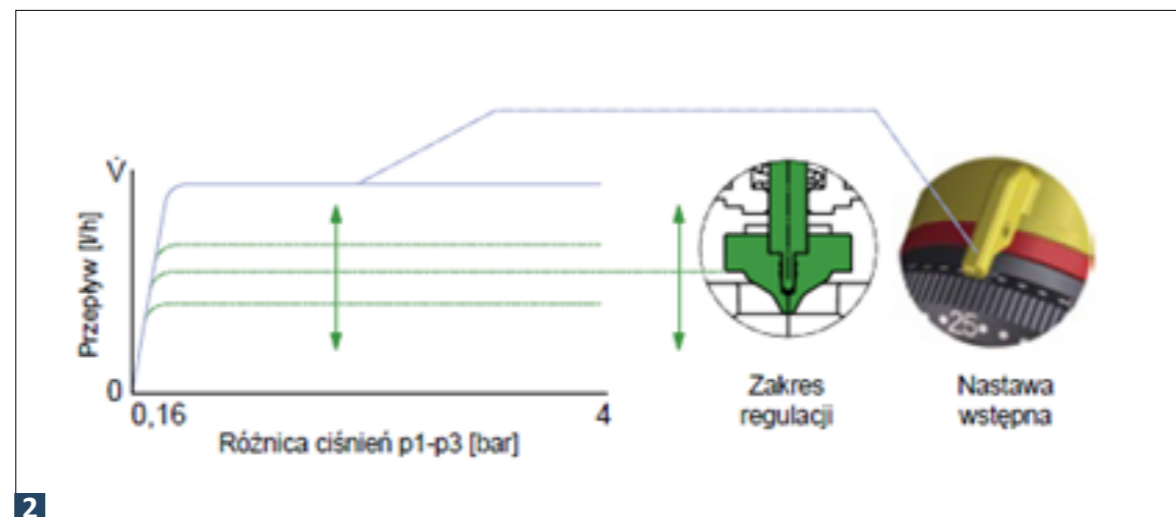 V̇
Przepływ [l/h]
0
0,16
4
Różnica ciśnień p1-p3 [bar]
Zakres
regulacji
Nastawa
wstępna
•25•
2